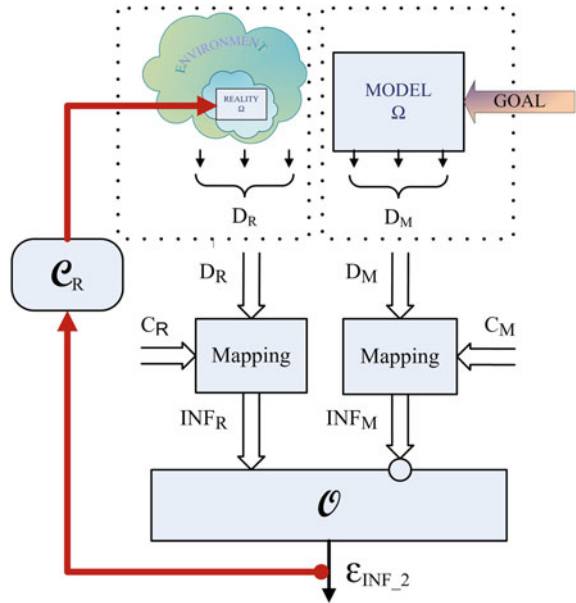 ENVIRONMENT
REALITY
Ω
MODEL
Ω
GOAL
D_R
D_M
𝓒_R
D_R
D_M
C_R
C_M
Mapping
Mapping
INF_R
INF_M
𝒪
ε_INF_2